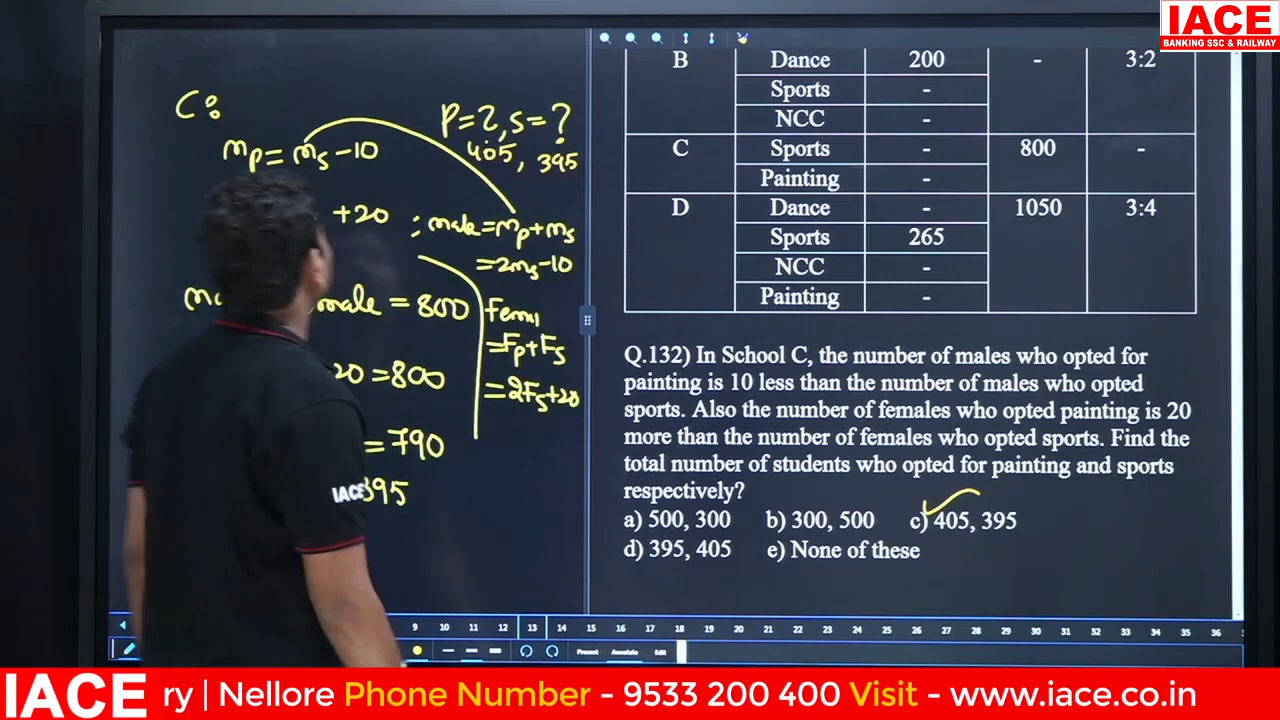 IACE
BANKING SSC & RAILWAY
C:
P=?, S=?
405, 395
mp = ms-10
+20
: male = mp+ms
= 2ms-10
male = 800
Femal
= Fp+Fs
20 = 800
= 2Fs+20
= 790
395
IACE
B Dance 200 - 3:2
Sports -
NCC -
C Sports - 800 -
Painting -
D Dance - 1050 3:4
Sports 265
NCC -
Painting -
Q.132) In School C, the number of males who opted for
painting is 10 less than the number of males who opted
sports. Also the number of females who opted painting is 20
more than the number of females who opted sports. Find the
total number of students who opted for painting and sports
respectively?
a) 500, 300 b) 300, 500 c) 405, 395
d) 395, 405 e) None of these
9 10 11 12 13 14 15 16 17 18 19 20 21 22 23 24 25 26 27 28 29 30 31 32 33 34 35 36
Present Annotate Edit
IACE ry | Nellore Phone Number - 9533 200 400 Visit - www.iace.co.in